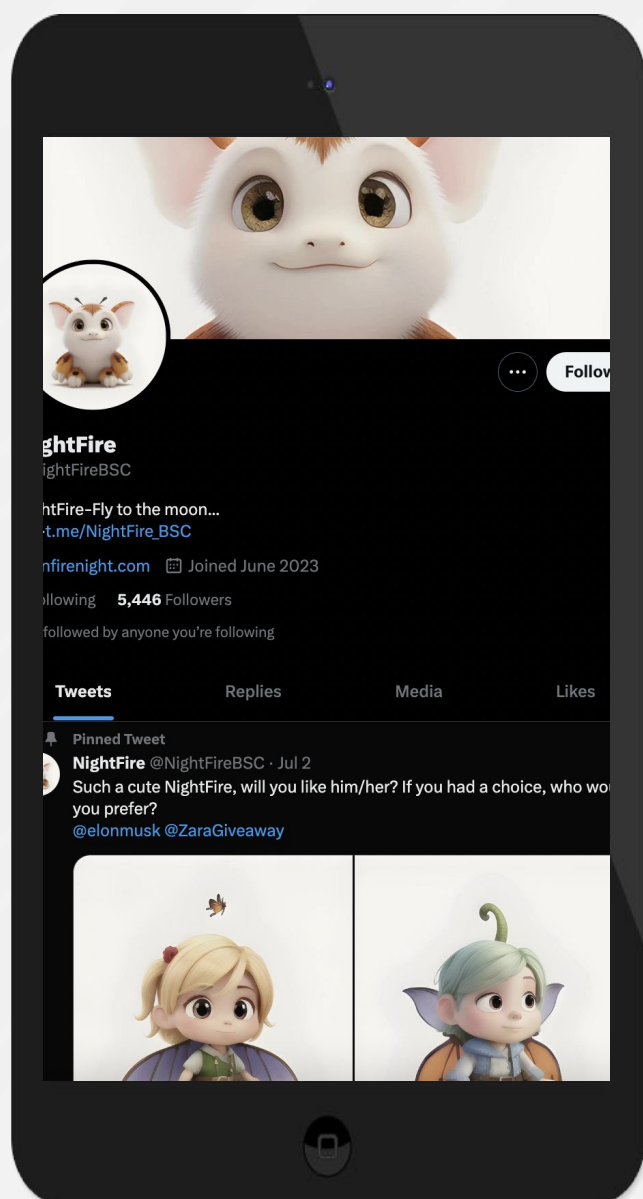 Follow
ghtFire
ightFireBSC
htFire-Fly to the moon...
t.me/NightFire_BSC
nfirenight.com Joined June 2023
ollowing 5,446 Followers
followed by anyone you're following
Tweets Replies Media Likes
Pinned Tweet
NightFire @NightFireBSC · Jul 2
Such a cute NightFire, will you like him/her? If you had a choice, who wou
you prefer?
@elonmusk @ZaraGiveaway